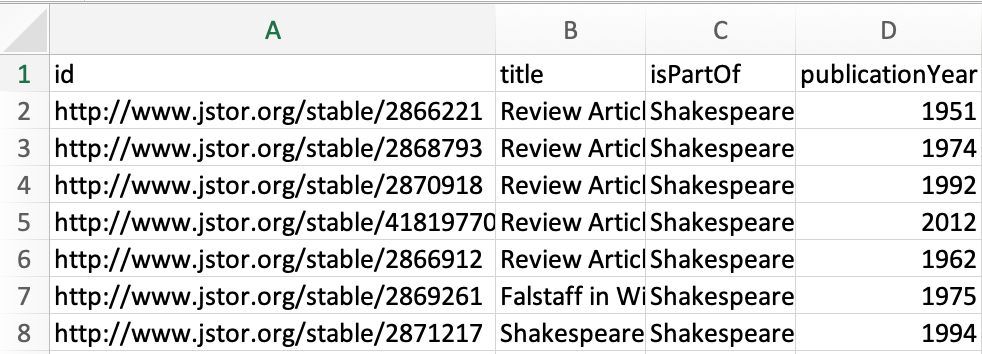 A B C D
1 id title isPartOf publicationYear
2 http://www.jstor.org/stable/2866221 Review Articl Shakespeare 1951
3 http://www.jstor.org/stable/2868793 Review Articl Shakespeare 1974
4 http://www.jstor.org/stable/2870918 Review Articl Shakespeare 1992
5 http://www.jstor.org/stable/41819770 Review Articl Shakespeare 2012
6 http://www.jstor.org/stable/2866912 Review Articl Shakespeare 1962
7 http://www.jstor.org/stable/2869261 Falstaff in Wi Shakespeare 1975
8 http://www.jstor.org/stable/2871217 Shakespeare Shakespeare 1994